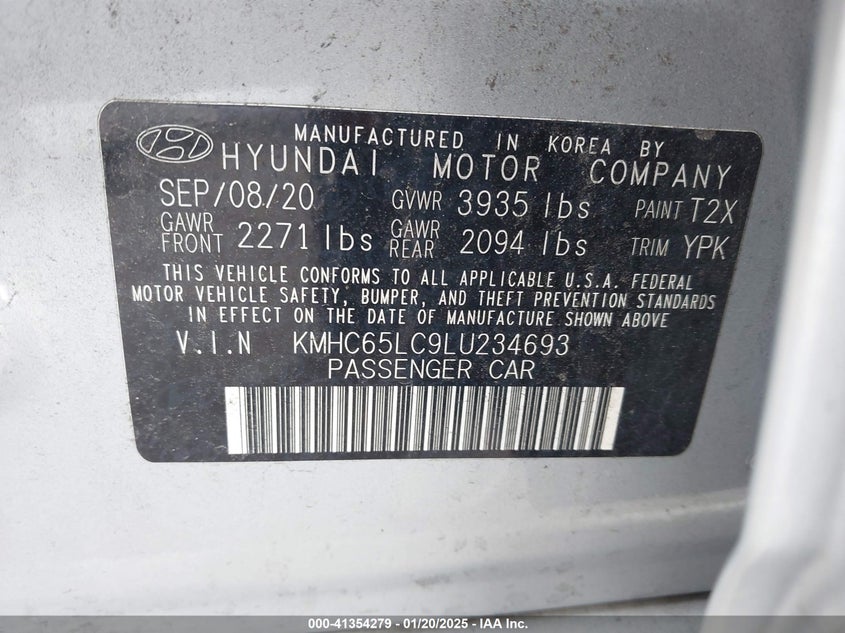 MANUFACTURED IN KOREA BY
HYUNDAI MOTOR COMPANY
SEP/08/20 GVWR 3935 lbs PAINT T2X
GAWR FRONT 2271 lbs GAWR REAR 2094 lbs TRIM YPK
THIS VEHICLE CONFORMS TO ALL APPLICABLE U.S.A. FEDERAL
MOTOR VEHICLE SAFETY, BUMPER, AND THEFT PREVENTION STANDARDS
IN EFFECT ON THE DATE OF MANUFACTURE SHOWN ABOVE.
V.I.N KMHC65LC9LU234693
PASSENGER CAR
000-41354279 - 01/20/2025 - IAA Inc.